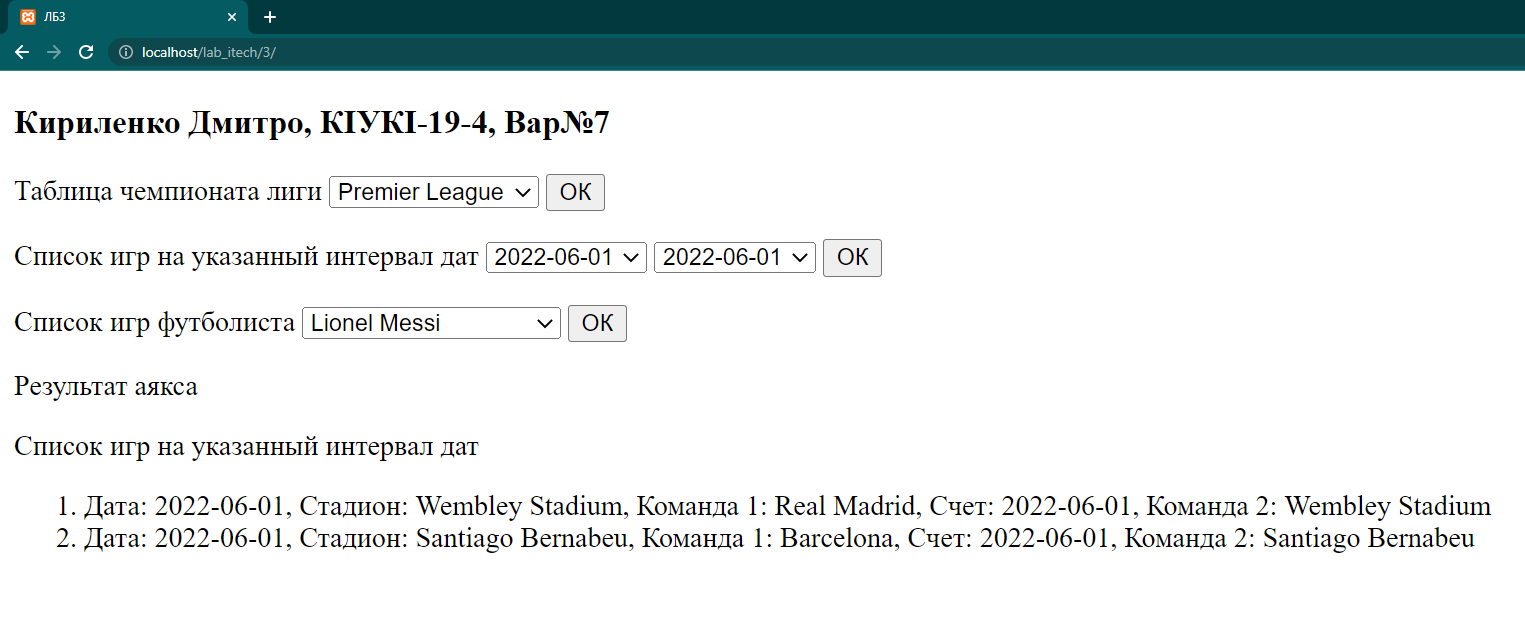 ЛБ3
localhost/lab_itech/3/
Кириленко Дмитро, КІУКІ-19-4, Вар№7
Таблица чемпионата лиги Premier League ОК
Список игр на указанный интервал дат 2022-06-01 2022-06-01 ОК
Список игр футболиста Lionel Messi ОК
Результат аякса
Список игр на указанный интервал дат
1. Дата: 2022-06-01, Стадион: Wembley Stadium, Команда 1: Real Madrid, Счет: 2022-06-01, Команда 2: Wembley Stadium
2. Дата: 2022-06-01, Стадион: Santiago Bernabeu, Команда 1: Barcelona, Счет: 2022-06-01, Команда 2: Santiago Bernabeu